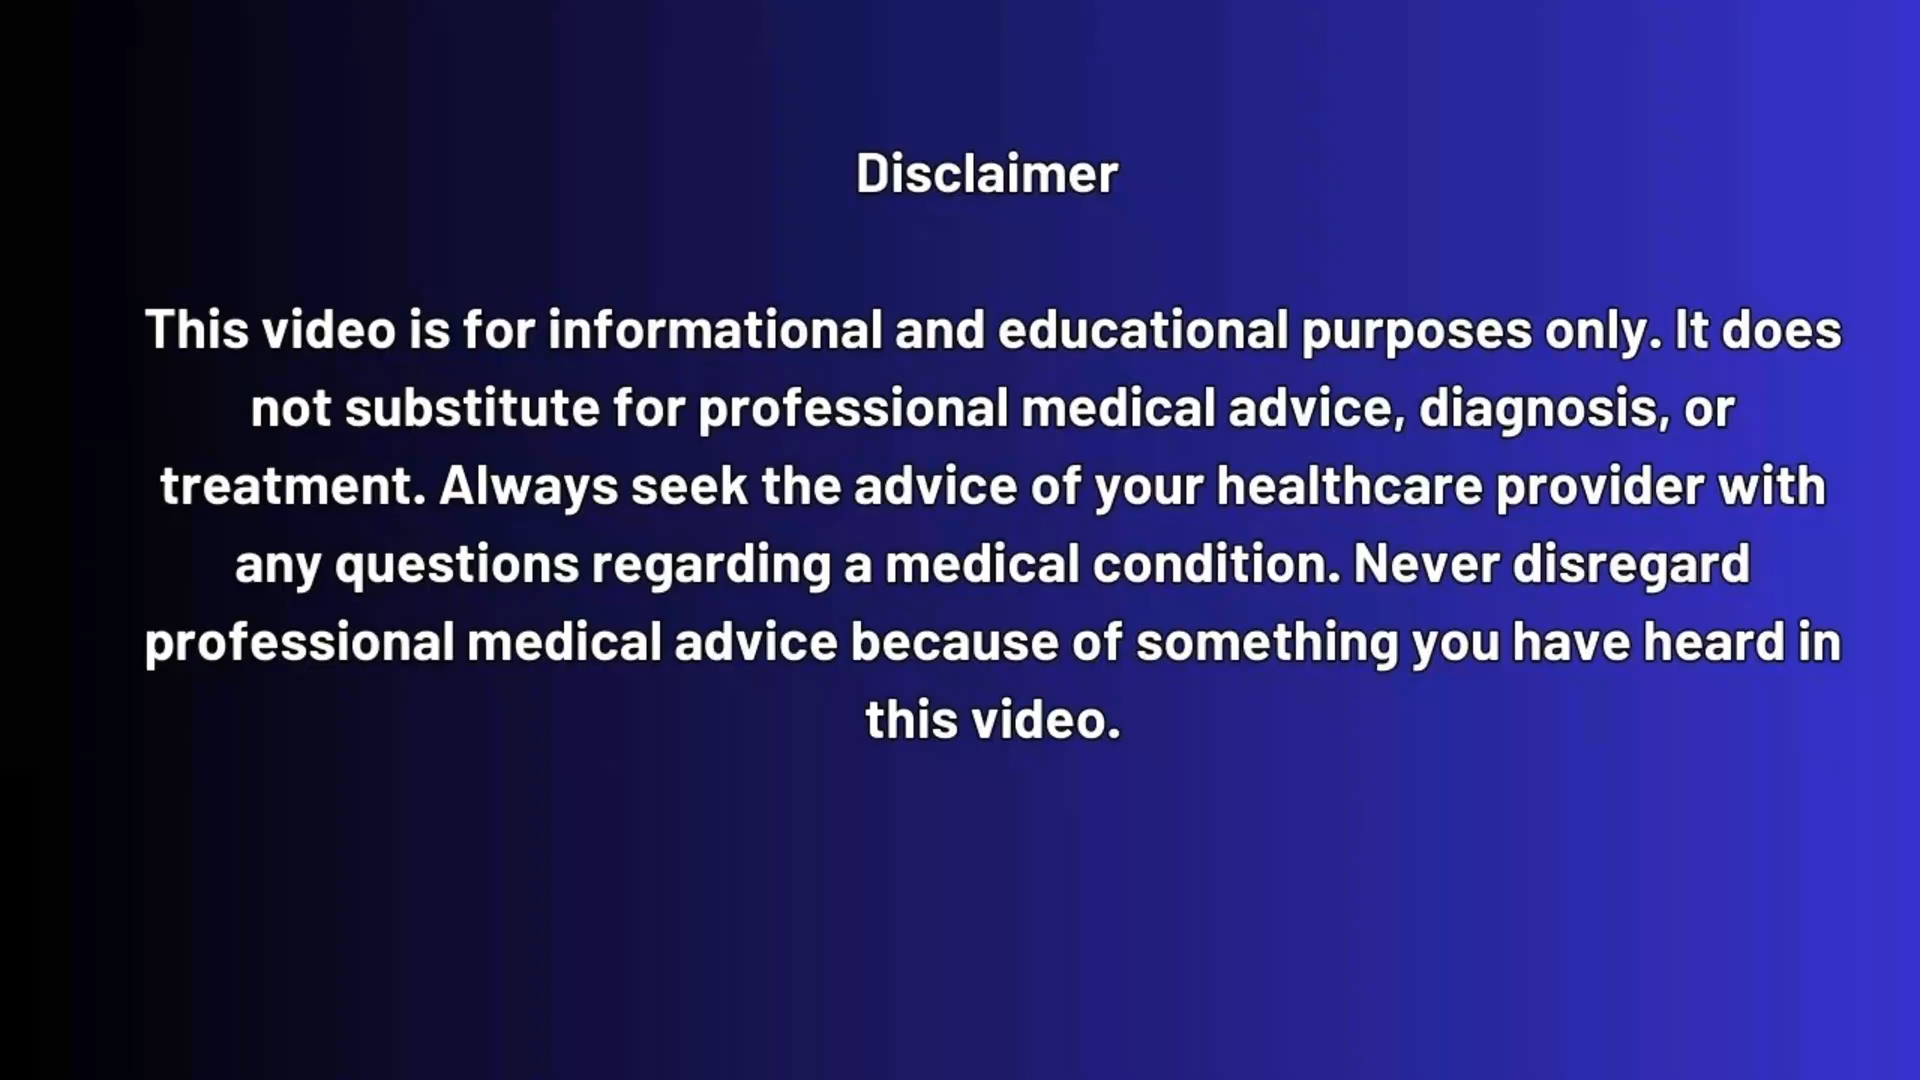 Disclaimer
This video is for informational and educational purposes only. It does
not substitute for professional medical advice, diagnosis, or
treatment. Always seek the advice of your healthcare provider with
any questions regarding a medical condition. Never disregard
professional medical advice because of something you have heard in
this video.